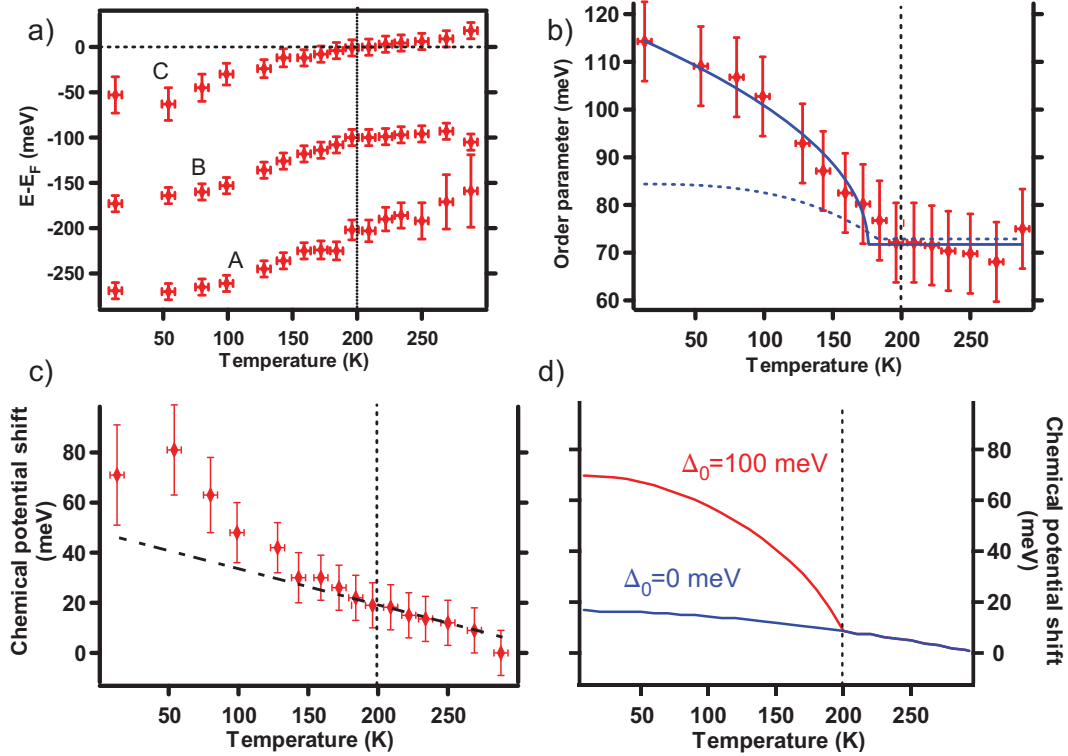 a)
E-E_F (meV)
0
-50
-100
-150
-200
-250
C
B
A
50
100
150
200
250
Temperature (K)
b)
Order parameter (meV)
120
110
100
90
80
70
60
50
100
150
200
250
Temperature (K)
c)
Chemical potential shift
(meV)
80
60
40
20
0
50
100
150
200
250
Temperature (K)
d)
Δ₀=100 meV
Δ₀=0 meV
80
60
40
20
0
Chemical potential shift
(meV)
50
100
150
200
250
Temperature (K)